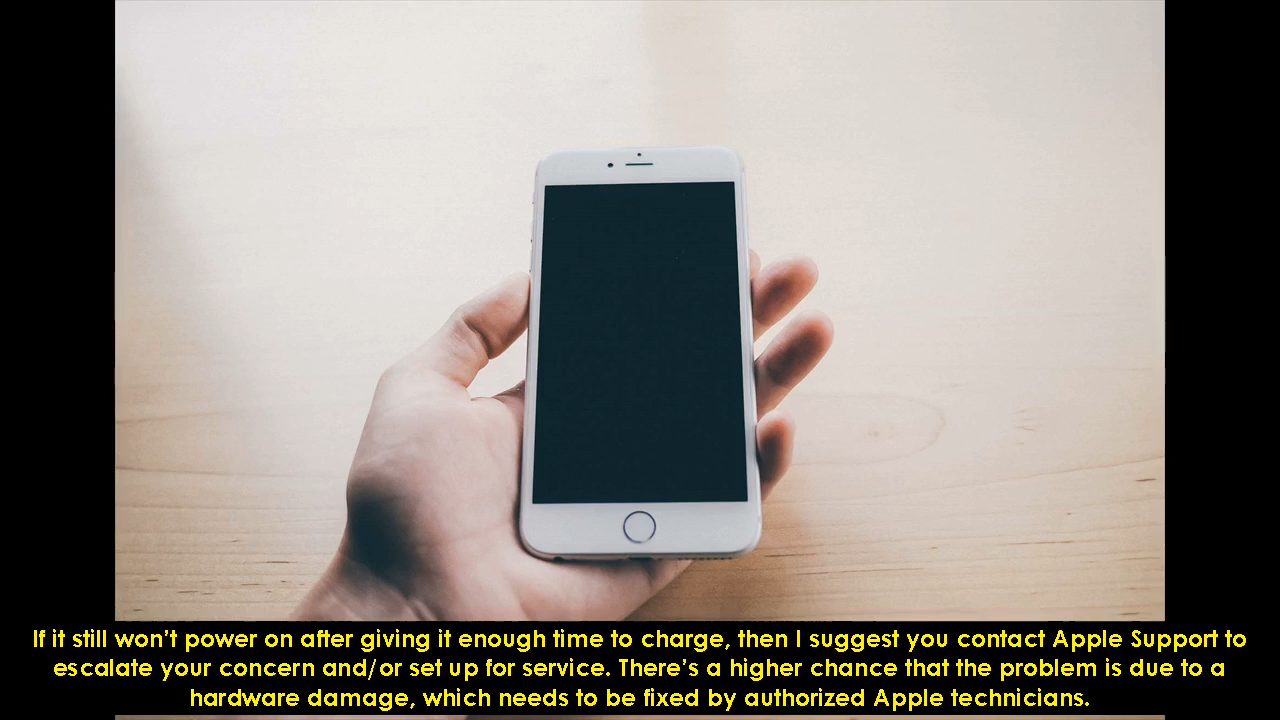 If it still won't power on after giving it enough time to charge, then I suggest you contact Apple Support to
escalate your concern and/or set up for service. There's a higher chance that the problem is due to a
hardware damage, which needs to be fixed by authorized Apple technicians.